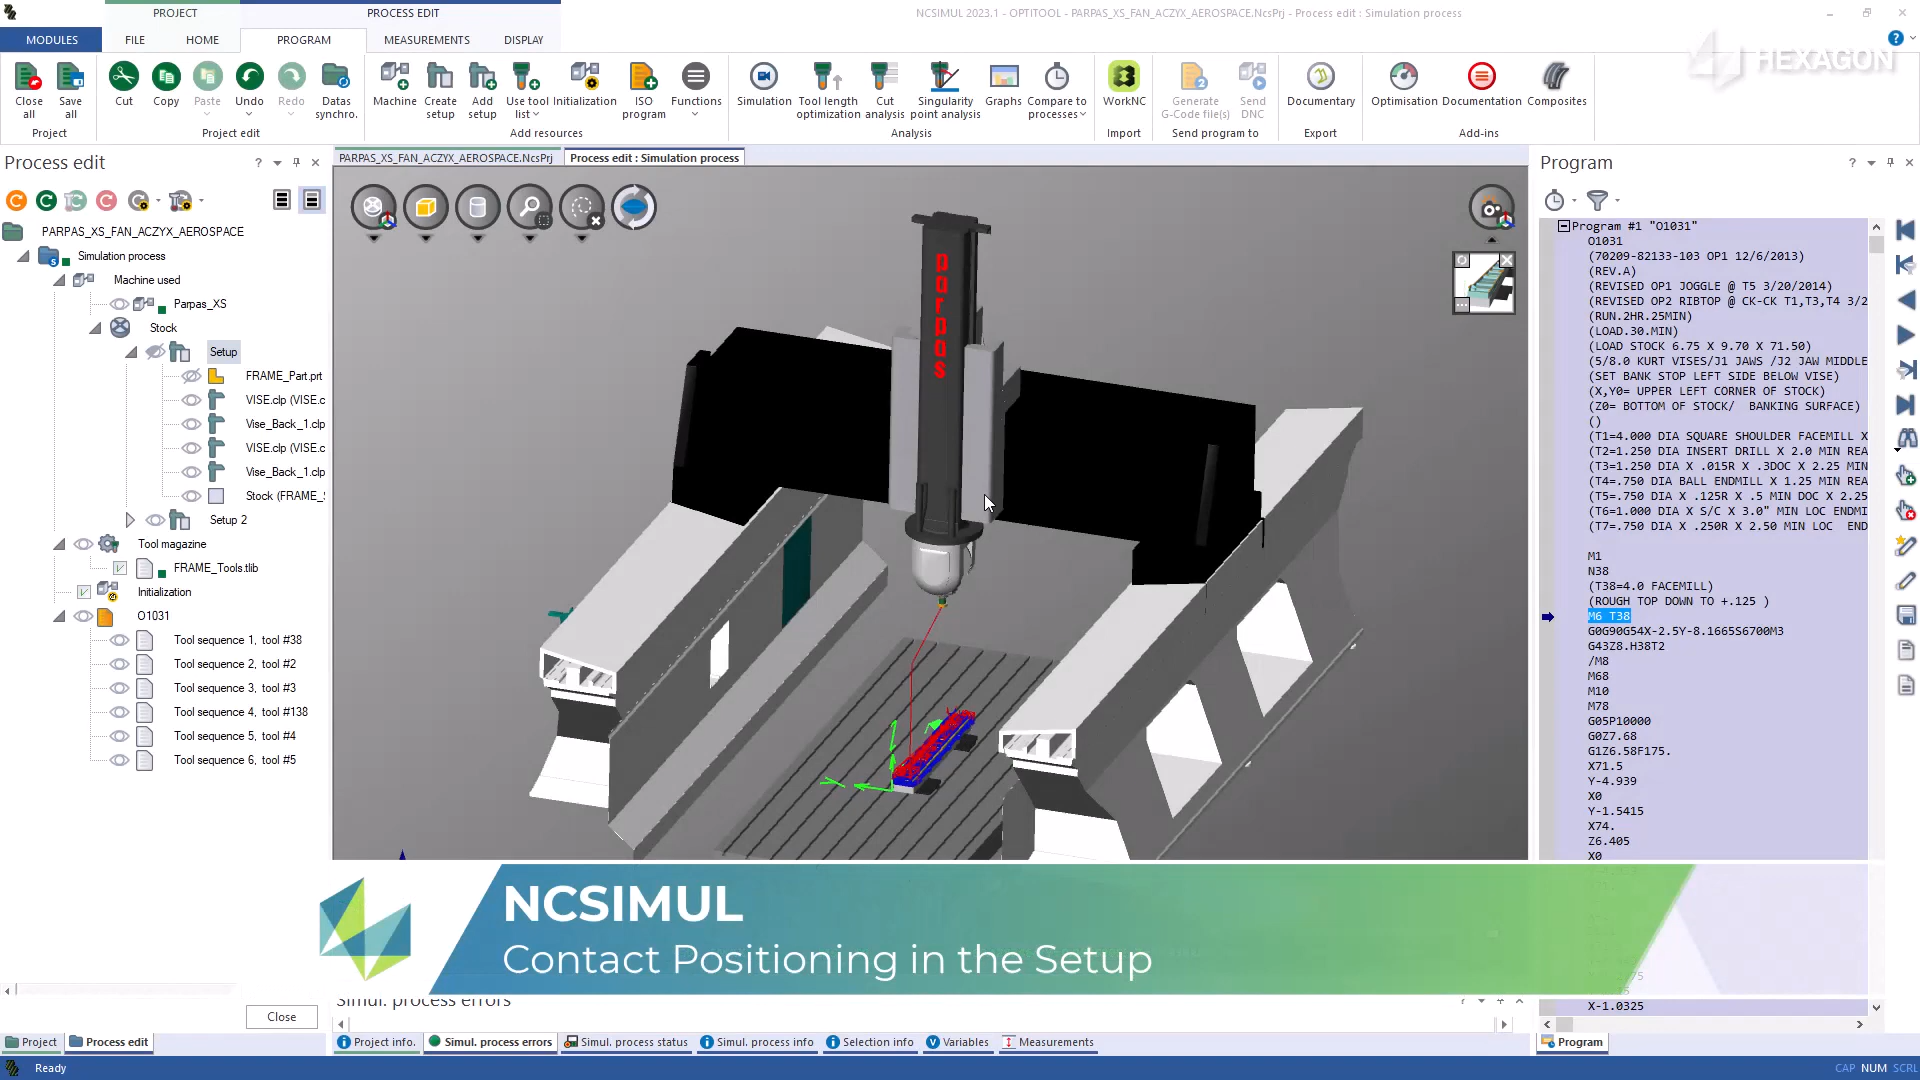 PROJECT
PROCESS EDIT
NCSIMUL 2023.1 - OPTITOOL - PARPAS_XS_FAN_ACZYX_AEROSPACE.NcsPrj - Process edit : Simulation process
MODULES
FILE
HOME
PROGRAM
MEASUREMENTS
DISPLAY
HEXAGON
Close all
Save all
Cut
Copy
Paste
Undo
Redo
Datas synchro.
Machine
Create setup
Add setup
Use tool list
Initialization
ISO program
Functions
Simulation
Tool length optimization
Cut analysis
Singularity point analysis
Graphs
Compare to processes
WorkNC
Generate G-Code file(s)
Send DNC
Documentary
Optimisation
Documentation
Composites
Project
Project edit
Add resources
Analysis
Import
Send program to
Export
Add-ins
Process edit
PARPAS_XS_FAN_ACZYX_AEROSPACE
Simulation process
Machine used
Parpas_XS
Stock
Setup
FRAME_Part.prt
VISE.clp (VISE.c
Vise_Back_1.clp
VISE.clp (VISE.c
Vise_Back_1.clp
Stock (FRAME_S
Setup 2
Tool magazine
FRAME_Tools.tlib
Initialization
O1031
Tool sequence 1, tool #38
Tool sequence 2, tool #2
Tool sequence 3, tool #3
Tool sequence 4, tool #138
Tool sequence 5, tool #4
Tool sequence 6, tool #5
Close
Project
Process edit
PARPAS_XS_FAN_ACZYX_AEROSPACE.NcsPrj
Process edit : Simulation process
parpas
NCSIMUL
Contact Positioning in the Setup
Simul. process errors
Project info.
Simul. process errors
Simul. process status
Simul. process info
Selection info
Variables
Measurements
Program
Program #1 "O1031"
O1031
(70209-82133-103 OP1 12/6/2013)
(REV.A)
(REVISED OP1 JOGGLE @ T5 3/20/2014)
(REVISED OP2 RIBTOP @ CK-CK T1,T3,T4 3/2
(RUN.2HR.25MIN)
(LOAD.30.MIN)
(LOAD STOCK 6.75 X 9.70 X 71.50)
(5/8.0 KURT VISES/J1 JAWS /J2 JAW MIDDLE
(SET BANK STOP LEFT SIDE BELOW VISE)
(X,Y0= UPPER LEFT CORNER OF STOCK)
(Z0= BOTTOM OF STOCK/ BANKING SURFACE)
()
(T1=4.000 DIA SQUARE SHOULDER FACEMILL X
(T2=1.250 DIA INSERT DRILL X 2.0 MIN REA
(T3=1.250 DIA X .015R X .3DOC X 2.25 MIN
(T4=.750 DIA BALL ENDMILL X 1.25 MIN REA
(T5=.750 DIA X .125R X .5 MIN DOC X 2.25
(T6=1.000 DIA X S/C X 3.0" MIN LOC ENDMI
(T7=.750 DIA X .250R X 2.50 MIN LOC ENDM
M1
N38
(T38=4.0 FACEMILL)
(ROUGH TOP DOWN TO +.125 )
M6 T38
G0G90G54X-2.5Y-8.1665S6700M3
G43Z8.H38T2
/M8
M68
M10
M78
G05P10000
G0Z7.68
G1Z6.58F175.
X71.5
Y-4.939
X0
Y-1.5415
X74.
Z6.405
X0
X-1.0325
Program
Ready
CAP
NUM
SCRL